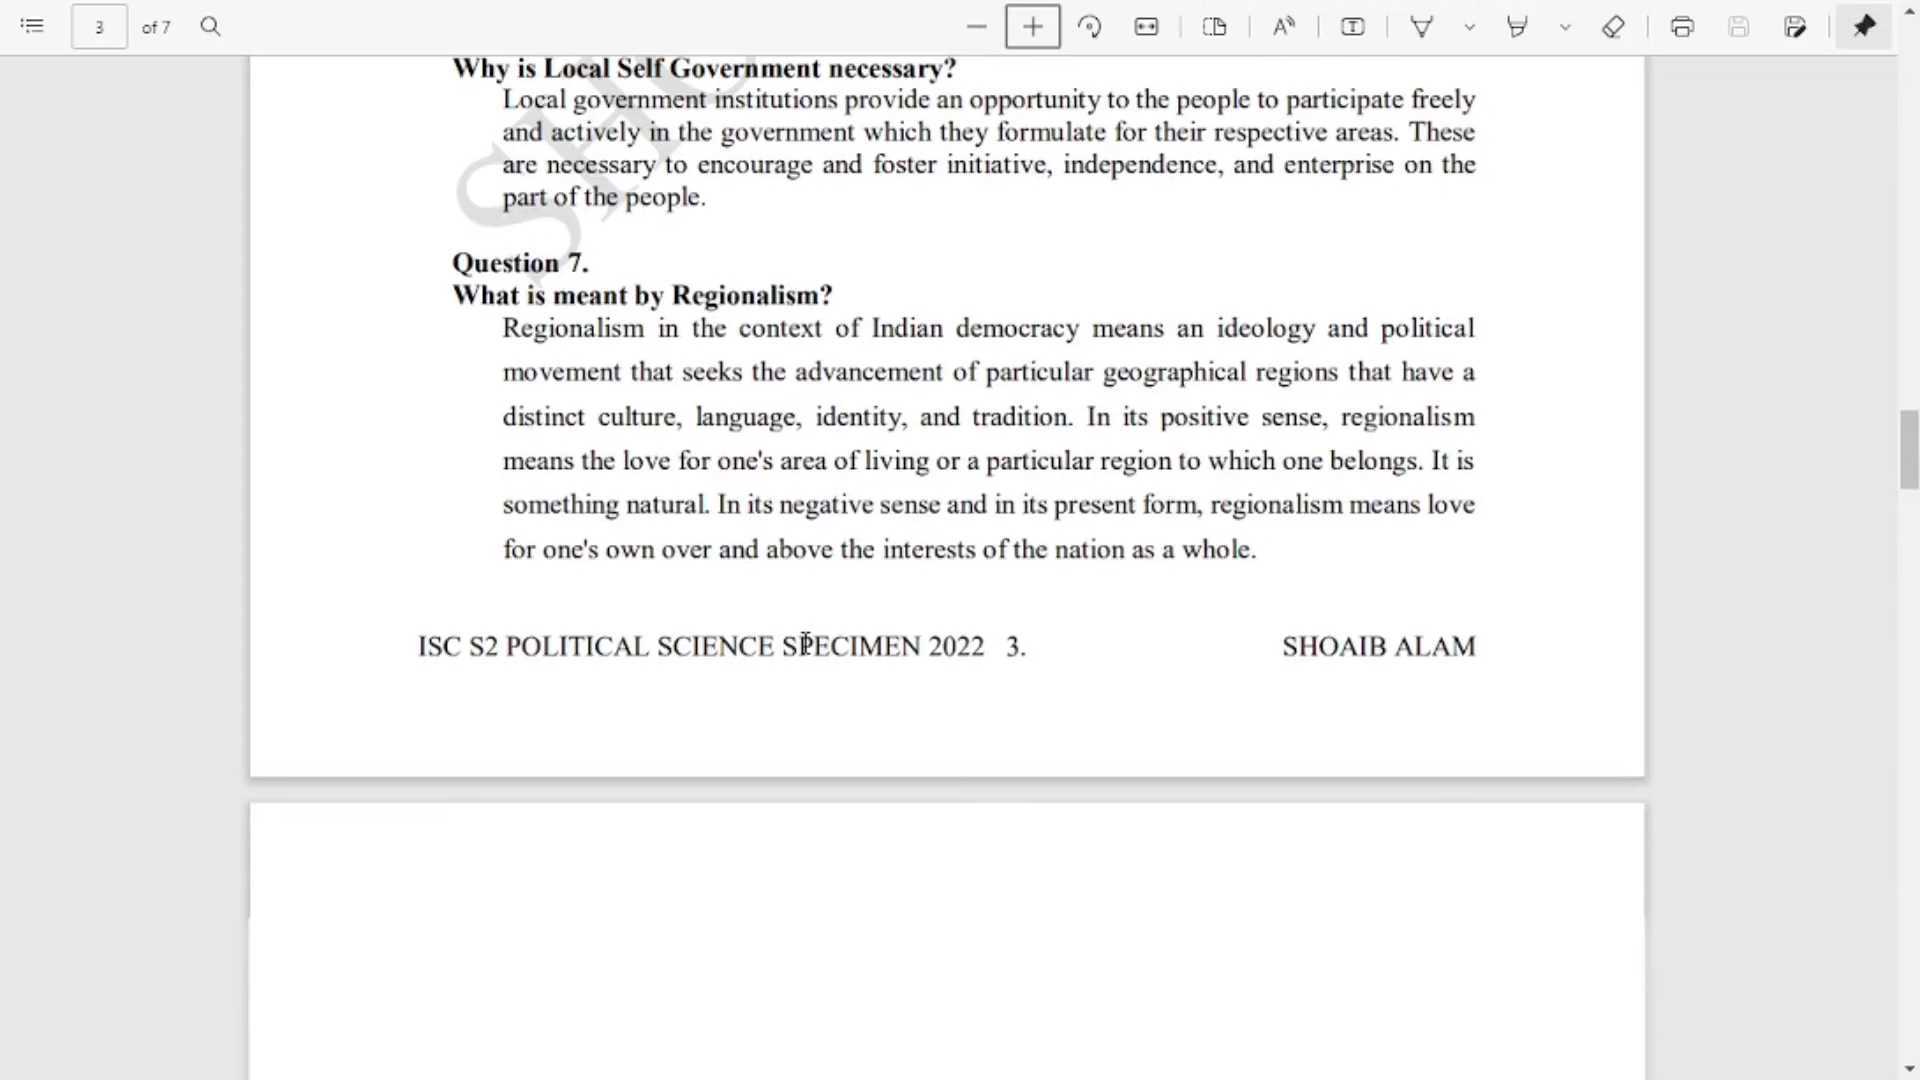 3 of 7
Why is Local Self Government necessary?
Local government institutions provide an opportunity to the people to participate freely
and actively in the government which they formulate for their respective areas. These
are necessary to encourage and foster initiative, independence, and enterprise on the
part of the people.
SHO
Question 7.
What is meant by Regionalism?
Regionalism in the context of Indian democracy means an ideology and political
movement that seeks the advancement of particular geographical regions that have a
distinct culture, language, identity, and tradition. In its positive sense, regionalism
means the love for one's area of living or a particular region to which one belongs. It is
something natural. In its negative sense and in its present form, regionalism means love
for one's own over and above the interests of the nation as a whole.
ISC S2 POLITICAL SCIENCE SPECIMEN 2022 3. SHOAIB ALAM